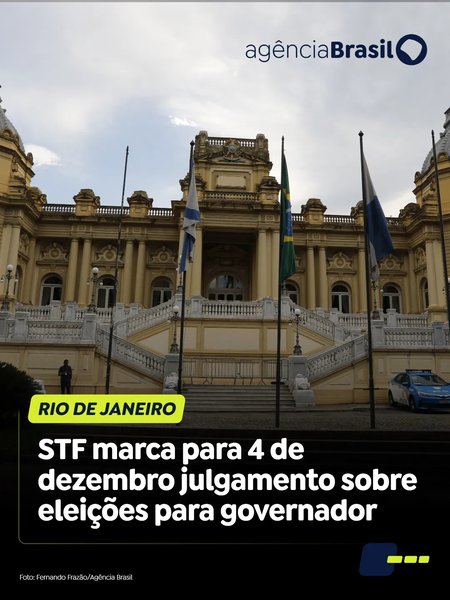 agênciaBrasil
RIO DE JANEIRO
STF marca para 4 de
dezembro julgamento sobre
eleições para governador
Foto: Fernando Frazão/Agência Brasil